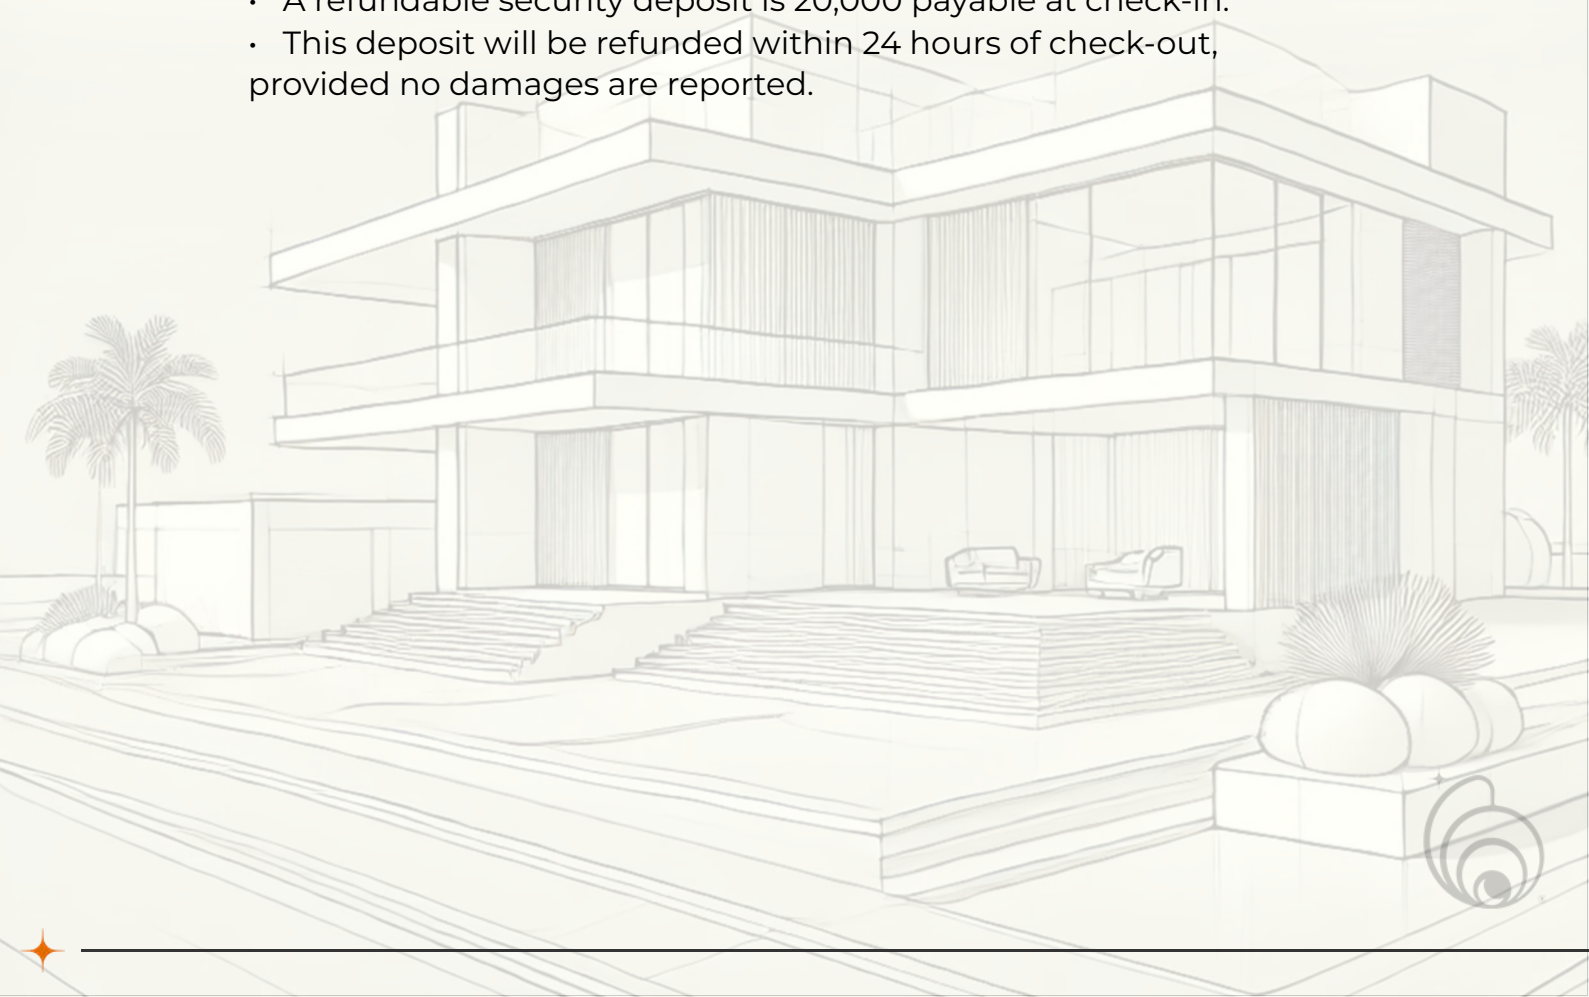 • A refundable security deposit is 20,000 payable at check-in.
• This deposit will be refunded within 24 hours of check-out,
provided no damages are reported.